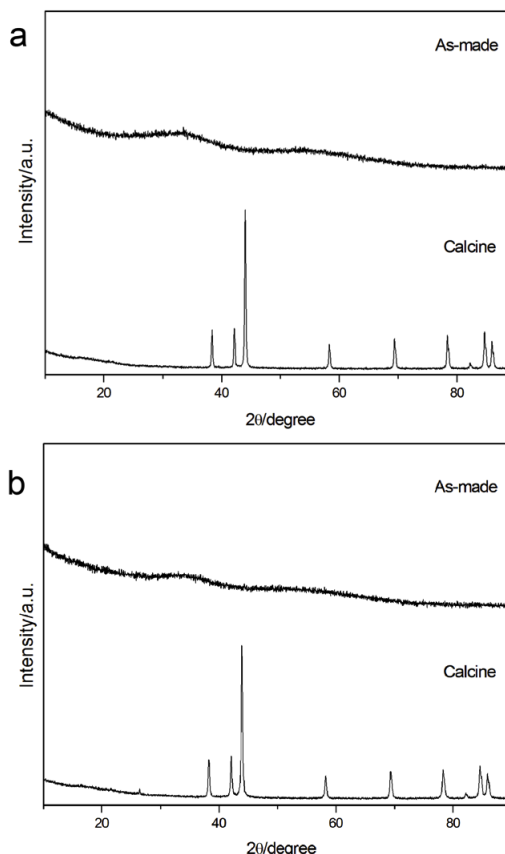 a
As-made
Calcine
Intensity/a.u.
20 40 60 80
2θ/degree
b
As-made
Calcine
Intensity/a.u.
20 40 60 80
2θ/degree